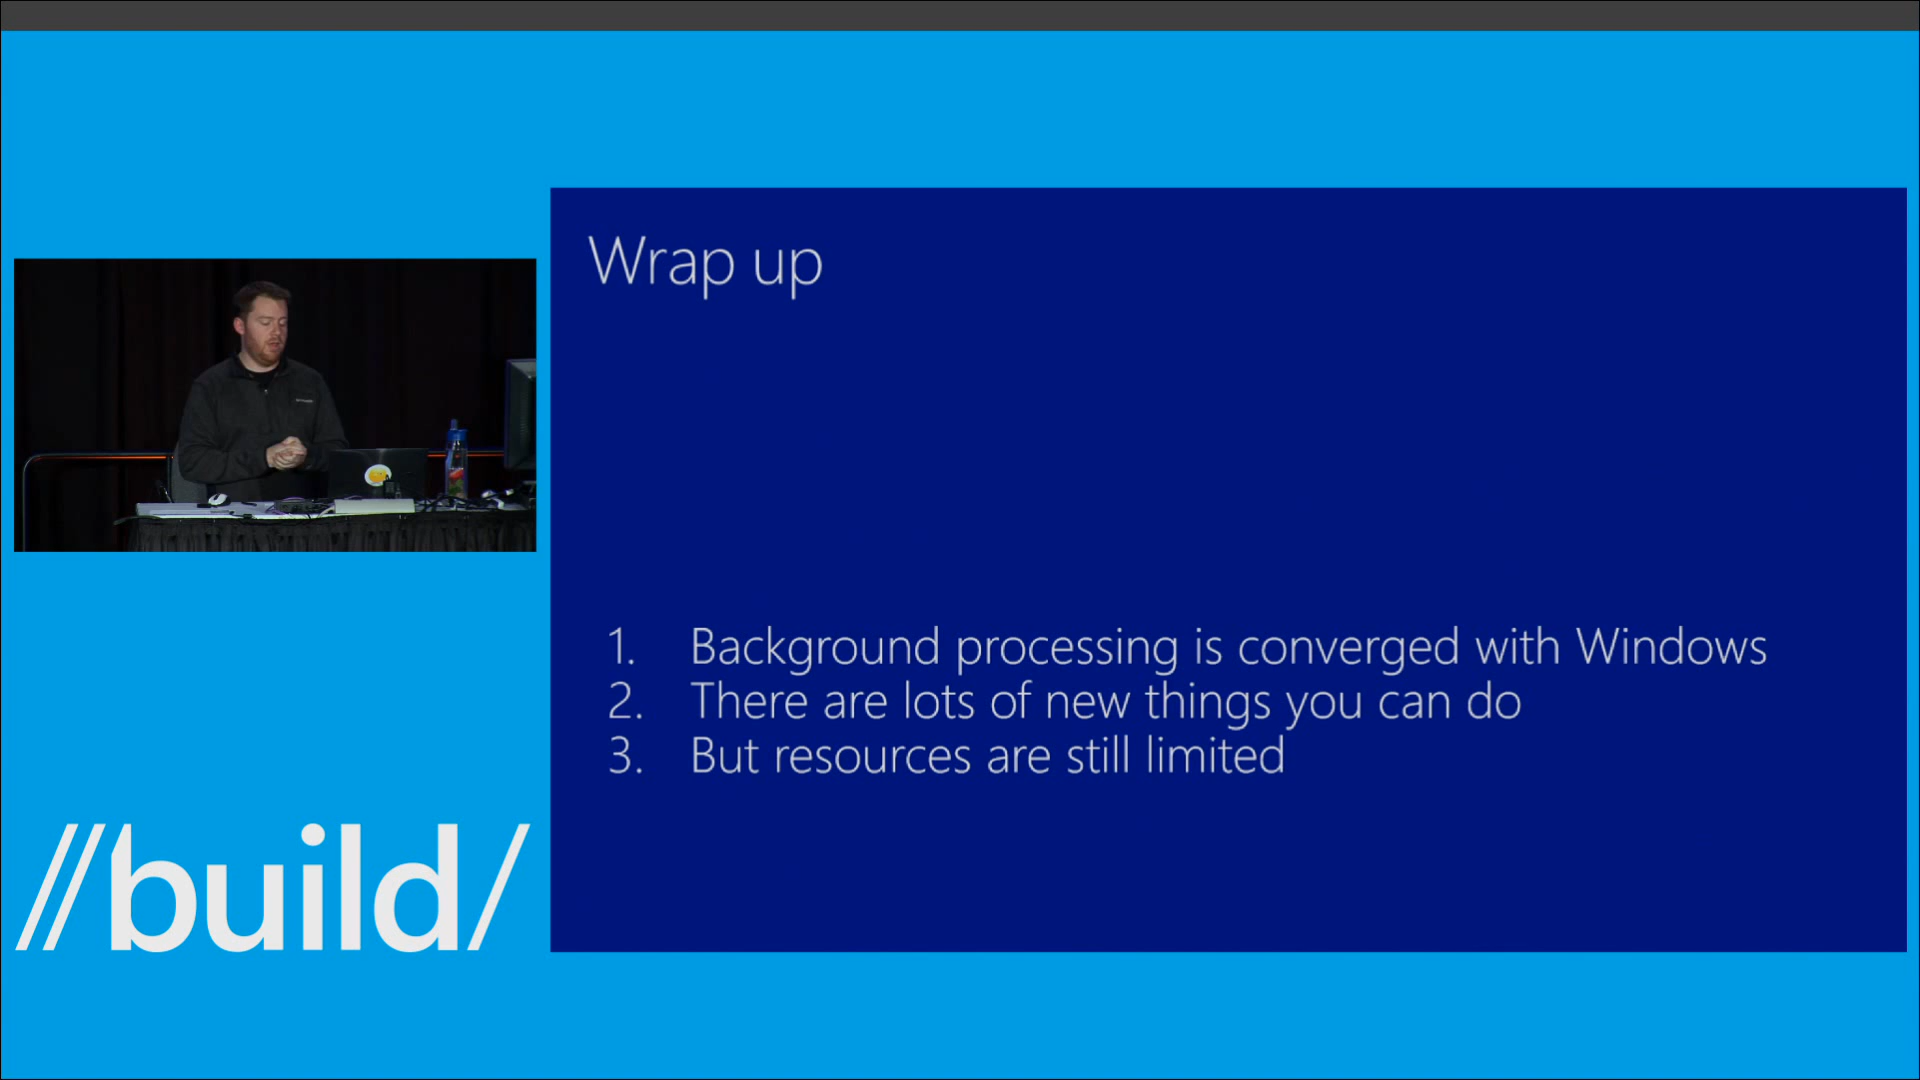 Wrap up
1. Background processing is converged with Windows
2. There are lots of new things you can do
3. But resources are still limited
//build/